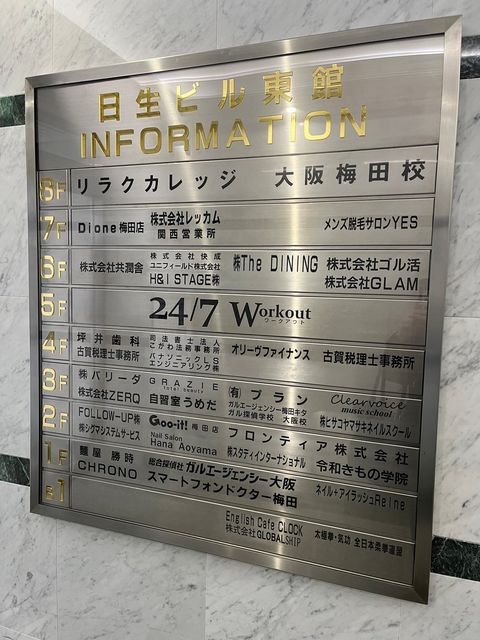 日生ビル東館
INFORMATION
8F リラクカレッジ 大阪梅田校
7F Dione梅田店 株式会社レッカム 関西営業所 メンズ脱毛サロンYES
6F 株式会社共潤舎 株式会社快成 ㈱The DINING 株式会社ゴル活
ユニフィールド株式会社
H&I STAGE㈱ 株式会社GLAM
5F 24/7 Workout
ワークアウト
4F 坪井歯科 司法書士法人 オリーヴファイナンス 古賀税理士事務所
古賀税理士事務所 こがわ法務事務所
パナソニックLS
エンジニアリング㈱
3F ㈱バリーダ GRAZIE ㈲プラン Clearvoice
total beauty music school
株式会社ZERQ 自習室うめだ ガルエージェンシー梅田キタ ㈱ヒサコヤマサキネイルスクール
ガル探偵学校 大阪校
2F FOLLOW-UP㈱ Goo-it! 梅田店 フロンティア株式会社
㈱シグマシステムサービス Nail Salon
Hana Aoyama ㈱スタディインターナショナル 令和きもの学院
1F 麺屋 勝時 総合探偵社 ガルエージェンシー大阪 ネイル+アイラッシュReine
CHRONO スマートフォンドクター梅田
B1 English Cafe CLOCK 太極拳・気功 全日本柔拳連盟
株式会社GLOBALSHIP